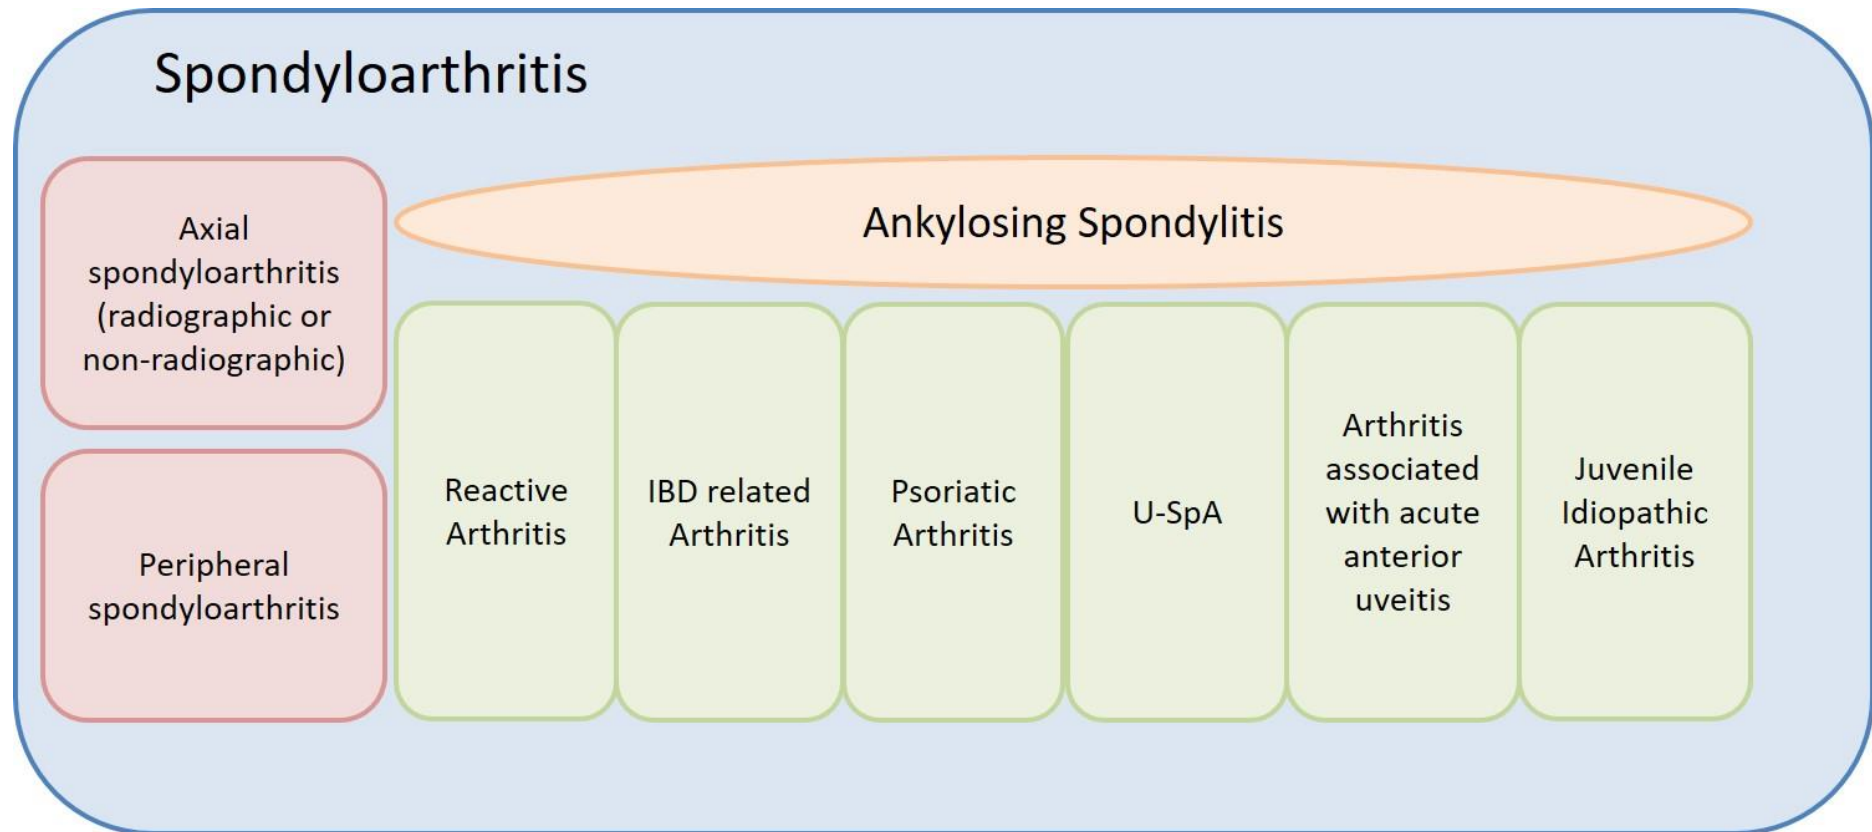 Spondyloarthritis
Axial
spondyloarthritis
(radiographic or
non-radiographic)
Peripheral
spondyloarthritis
Ankylosing Spondylitis
Reactive
Arthritis
IBD related
Arthritis
Psoriatic
Arthritis
U-SpA
Arthritis
associated
with acute
anterior
uveitis
Juvenile
Idiopathic
Arthritis